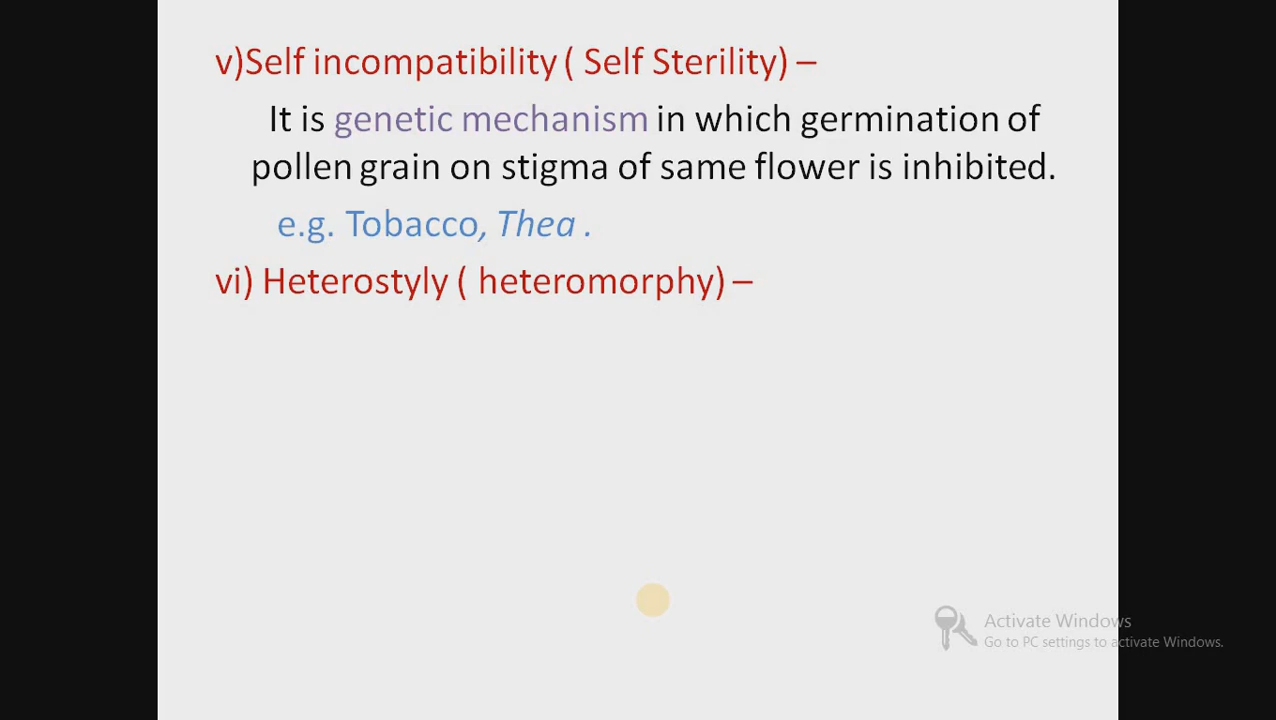 v)Self incompatibility ( Self Sterility) –
It is genetic mechanism in which germination of
pollen grain on stigma of same flower is inhibited.
e.g. Tobacco, Thea .
vi) Heterostyly ( heteromorphy) –
Activate Windows
Go to PC settings to activate Windows.